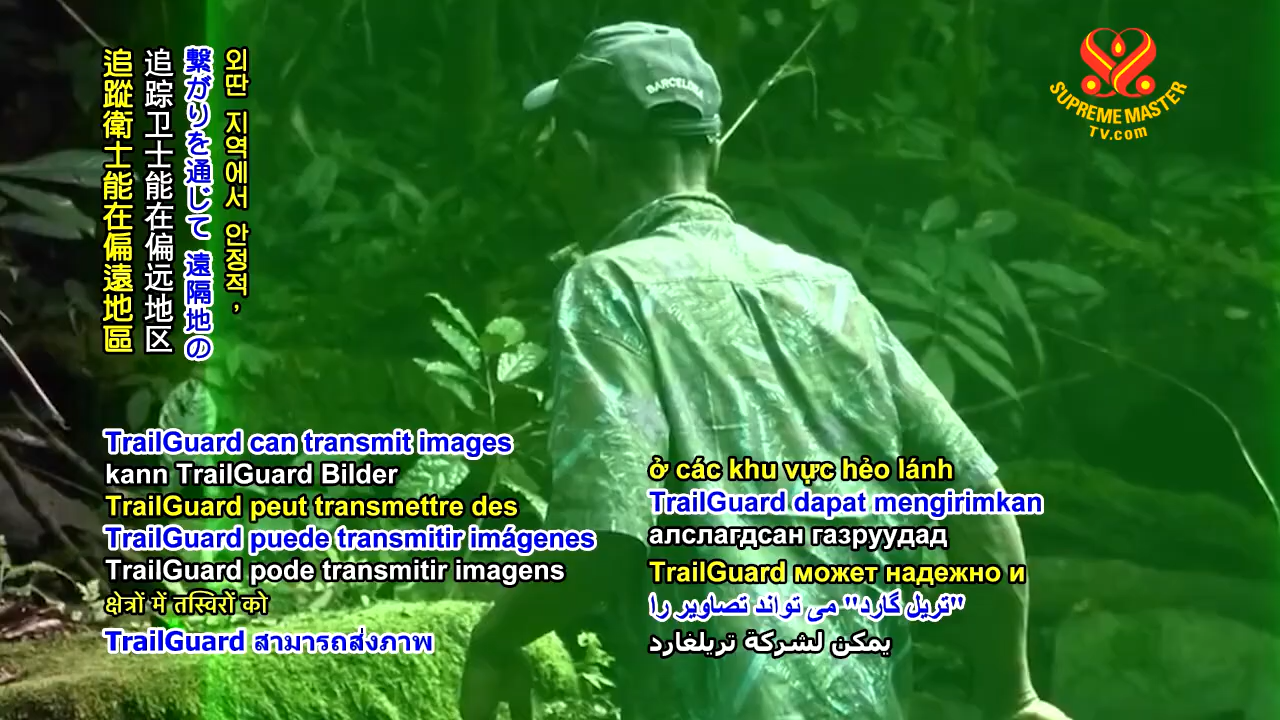 외딴 지역에서 안정적,
繋がりを通じて 遠隔地の
追踪卫士能在偏远地区
追蹤衛士能在偏遠地區
BARCELONA
SUPREME MASTER
TV.com
TrailGuard can transmit images
kann TrailGuard Bilder
TrailGuard peut transmettre des
TrailGuard puede transmitir imágenes
TrailGuard pode transmitir imagens
क्षेत्रों में तस्विरों को
TrailGuard สามารถส่งภาพ
ở các khu vực hẻo lánh
TrailGuard dapat mengirimkan
алслагдсан газруудад
TrailGuard может надежно и
"تریل گارد" می تواند تصاویر را
يمكن لشركة تريلغارد